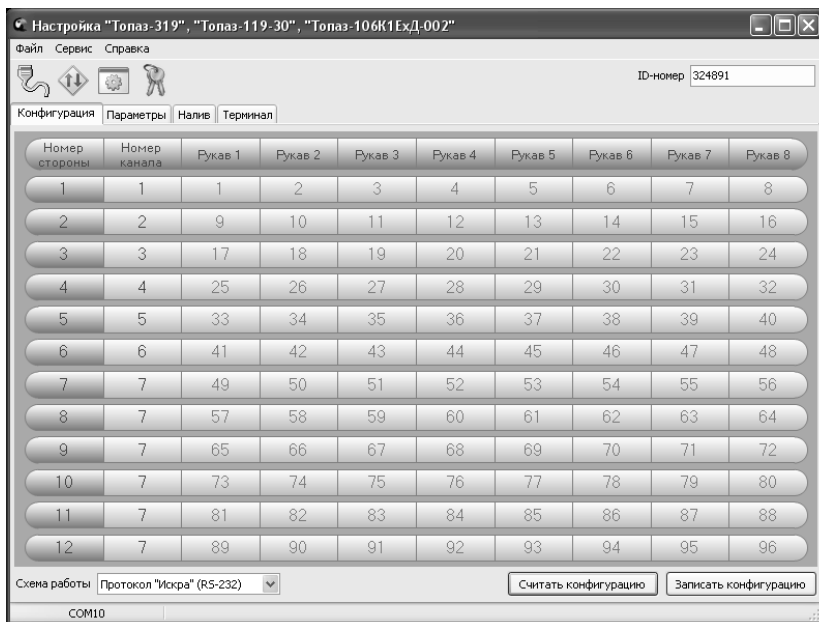 Настройка "Топаз-319", "Топаз-119-30", "Топаз-106К1ЕхД-002"
Файл Сервис Справка
ID-номер 324891
Конфигурация Параметры Налив Терминал
Номер стороны Номер канала Рукав 1 Рукав 2 Рукав 3 Рукав 4 Рукав 5 Рукав 6 Рукав 7 Рукав 8
1 1 1 2 3 4 5 6 7 8
2 2 9 10 11 12 13 14 15 16
3 3 17 18 19 20 21 22 23 24
4 4 25 26 27 28 29 30 31 32
5 5 33 34 35 36 37 38 39 40
6 6 41 42 43 44 45 46 47 48
7 7 49 50 51 52 53 54 55 56
8 7 57 58 59 60 61 62 63 64
9 7 65 66 67 68 69 70 71 72
10 7 73 74 75 76 77 78 79 80
11 7 81 82 83 84 85 86 87 88
12 7 89 90 91 92 93 94 95 96
Схема работы Протокол "Искра" (RS-232) Считать конфигурацию Записать конфигурацию
COM10